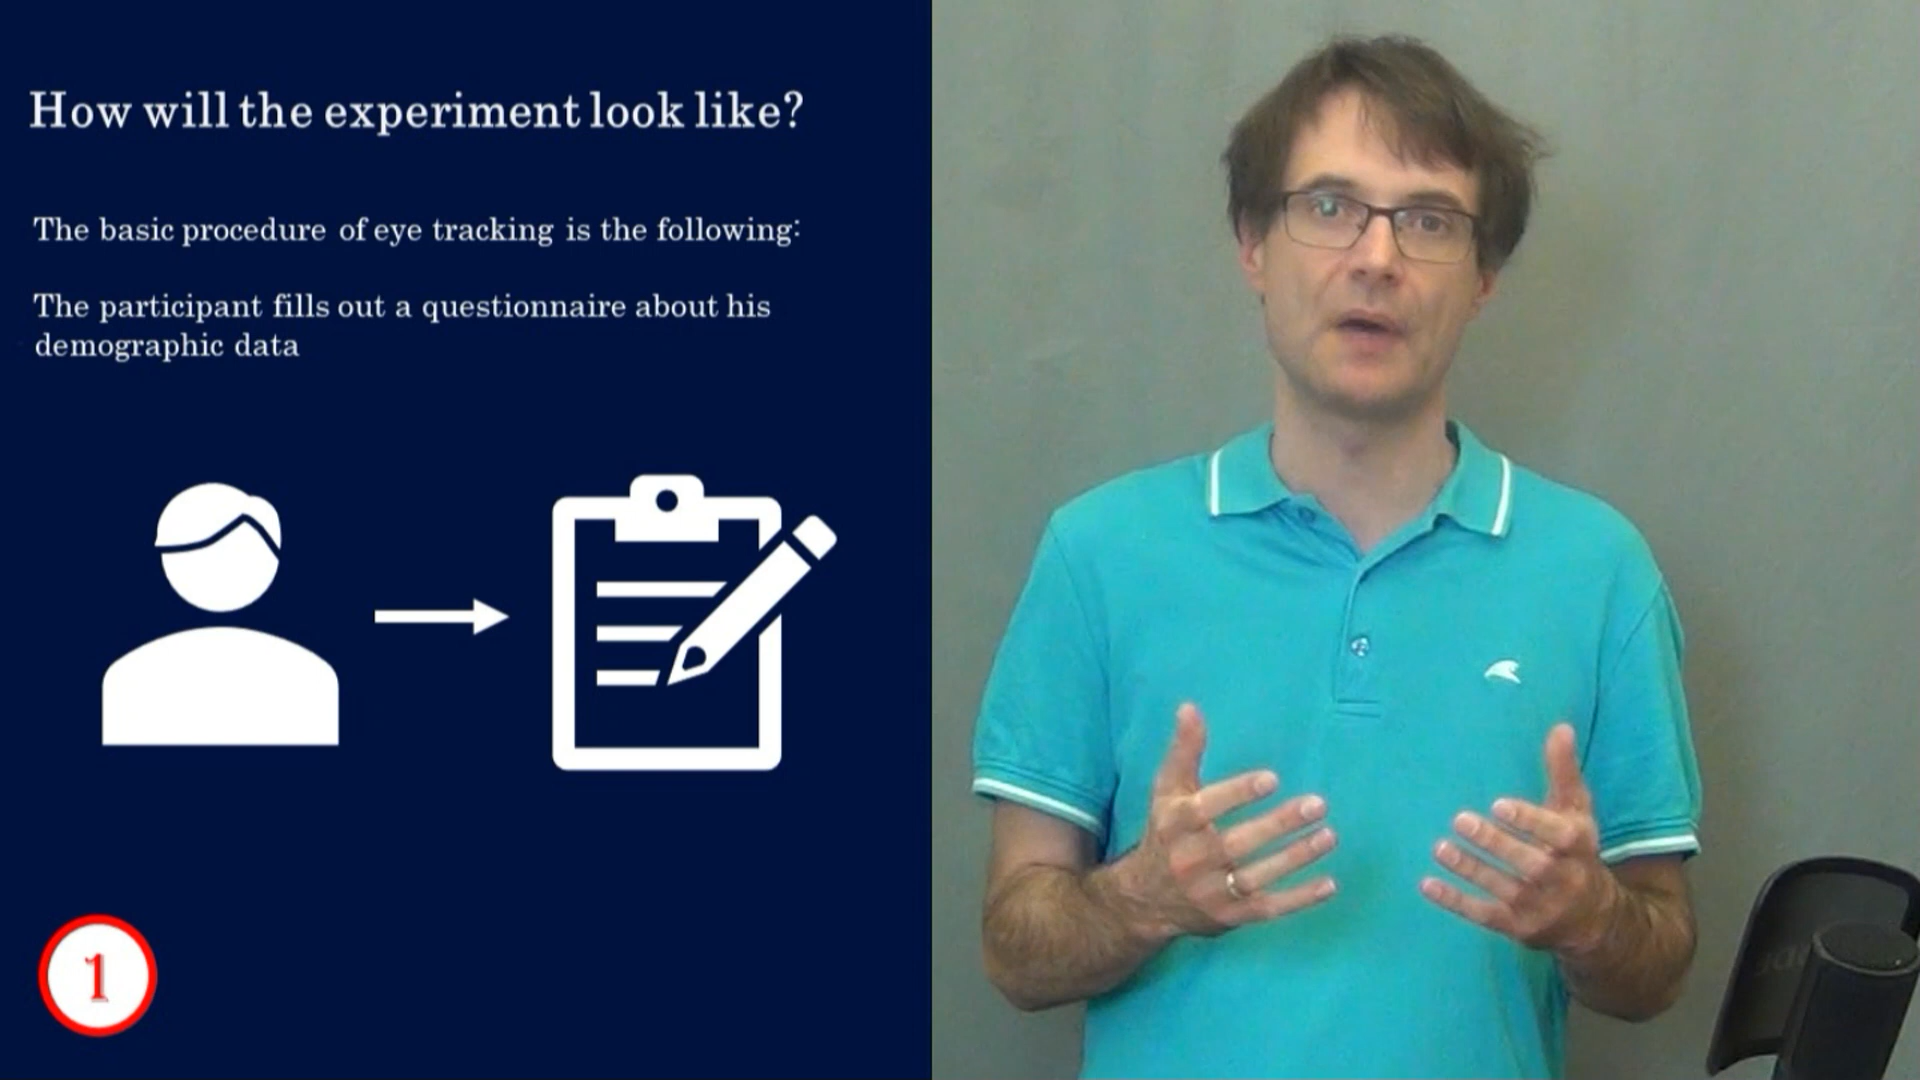 How will the experiment look like?
The basic procedure of eye tracking is the following:
The participant fills out a questionnaire about his
demographic data
1